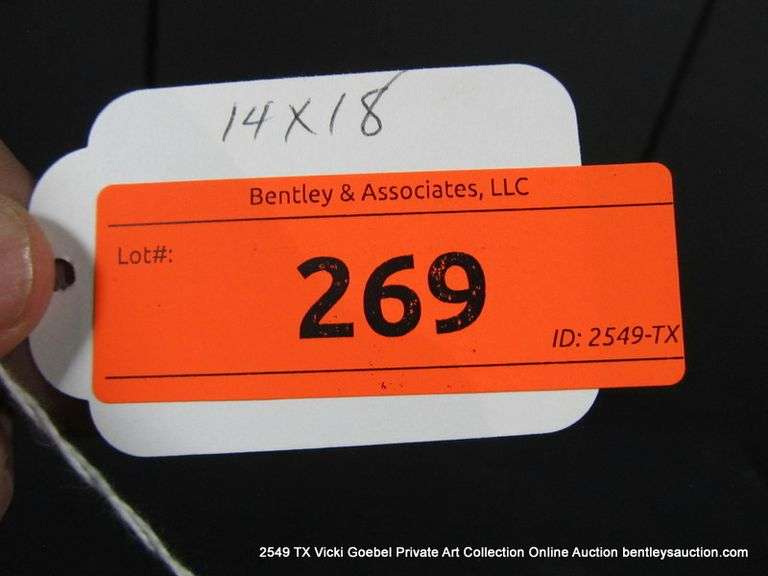 14X18
Bentley & Associates, LLC
Lot#:
269
ID: 2549-TX
2549 TX Vicki Goebel Private Art Collection Online Auction bentleysauction.com